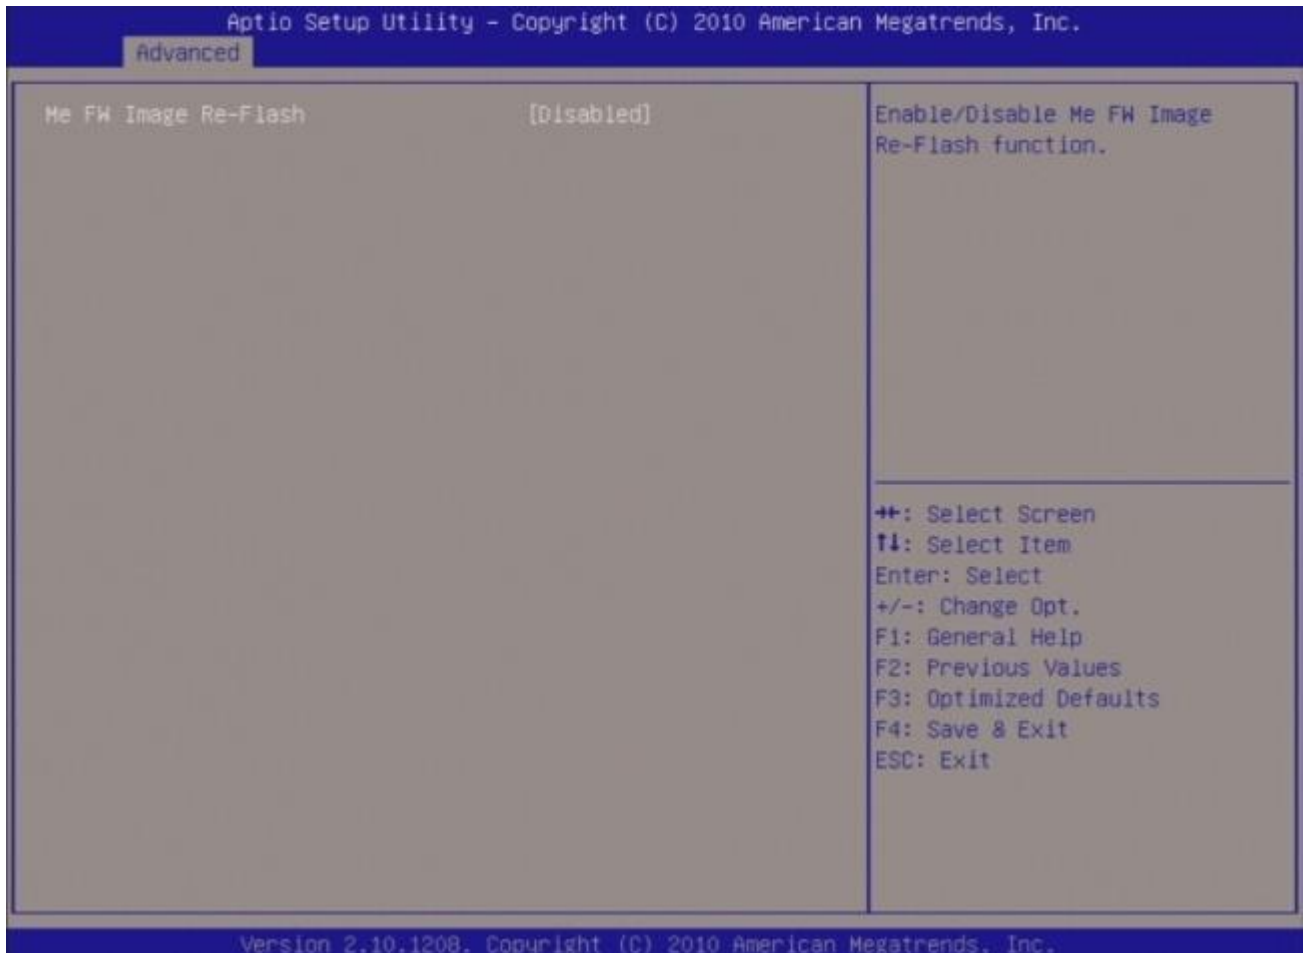 Aptio Setup Utility – Copyright (C) 2010 American Megatrends, Inc.
Advanced
Me FW Image Re-Flash [Disabled]
Enable/Disable Me FW Image
Re-Flash function.
→←: Select Screen
↑↓: Select Item
Enter: Select
+/-: Change Opt.
F1: General Help
F2: Previous Values
F3: Optimized Defaults
F4: Save & Exit
ESC: Exit
Version 2.10.1208. Copyright (C) 2010 American Megatrends, Inc.